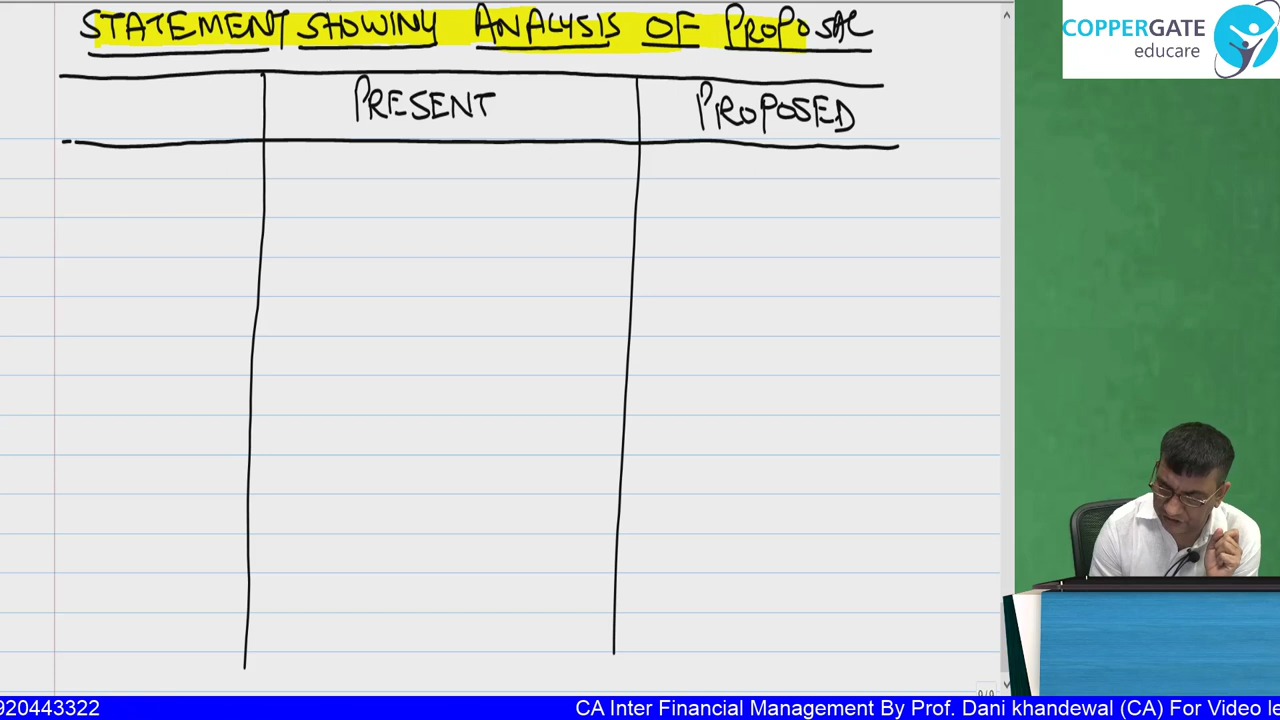 STATEMENT SHOWING ANALYSIS OF PROPOSAL
PRESENT
PROPOSED
COPPERGATE
educare
920443322
CA Inter Financial Management By Prof. Dani khandewal (CA) For Video le